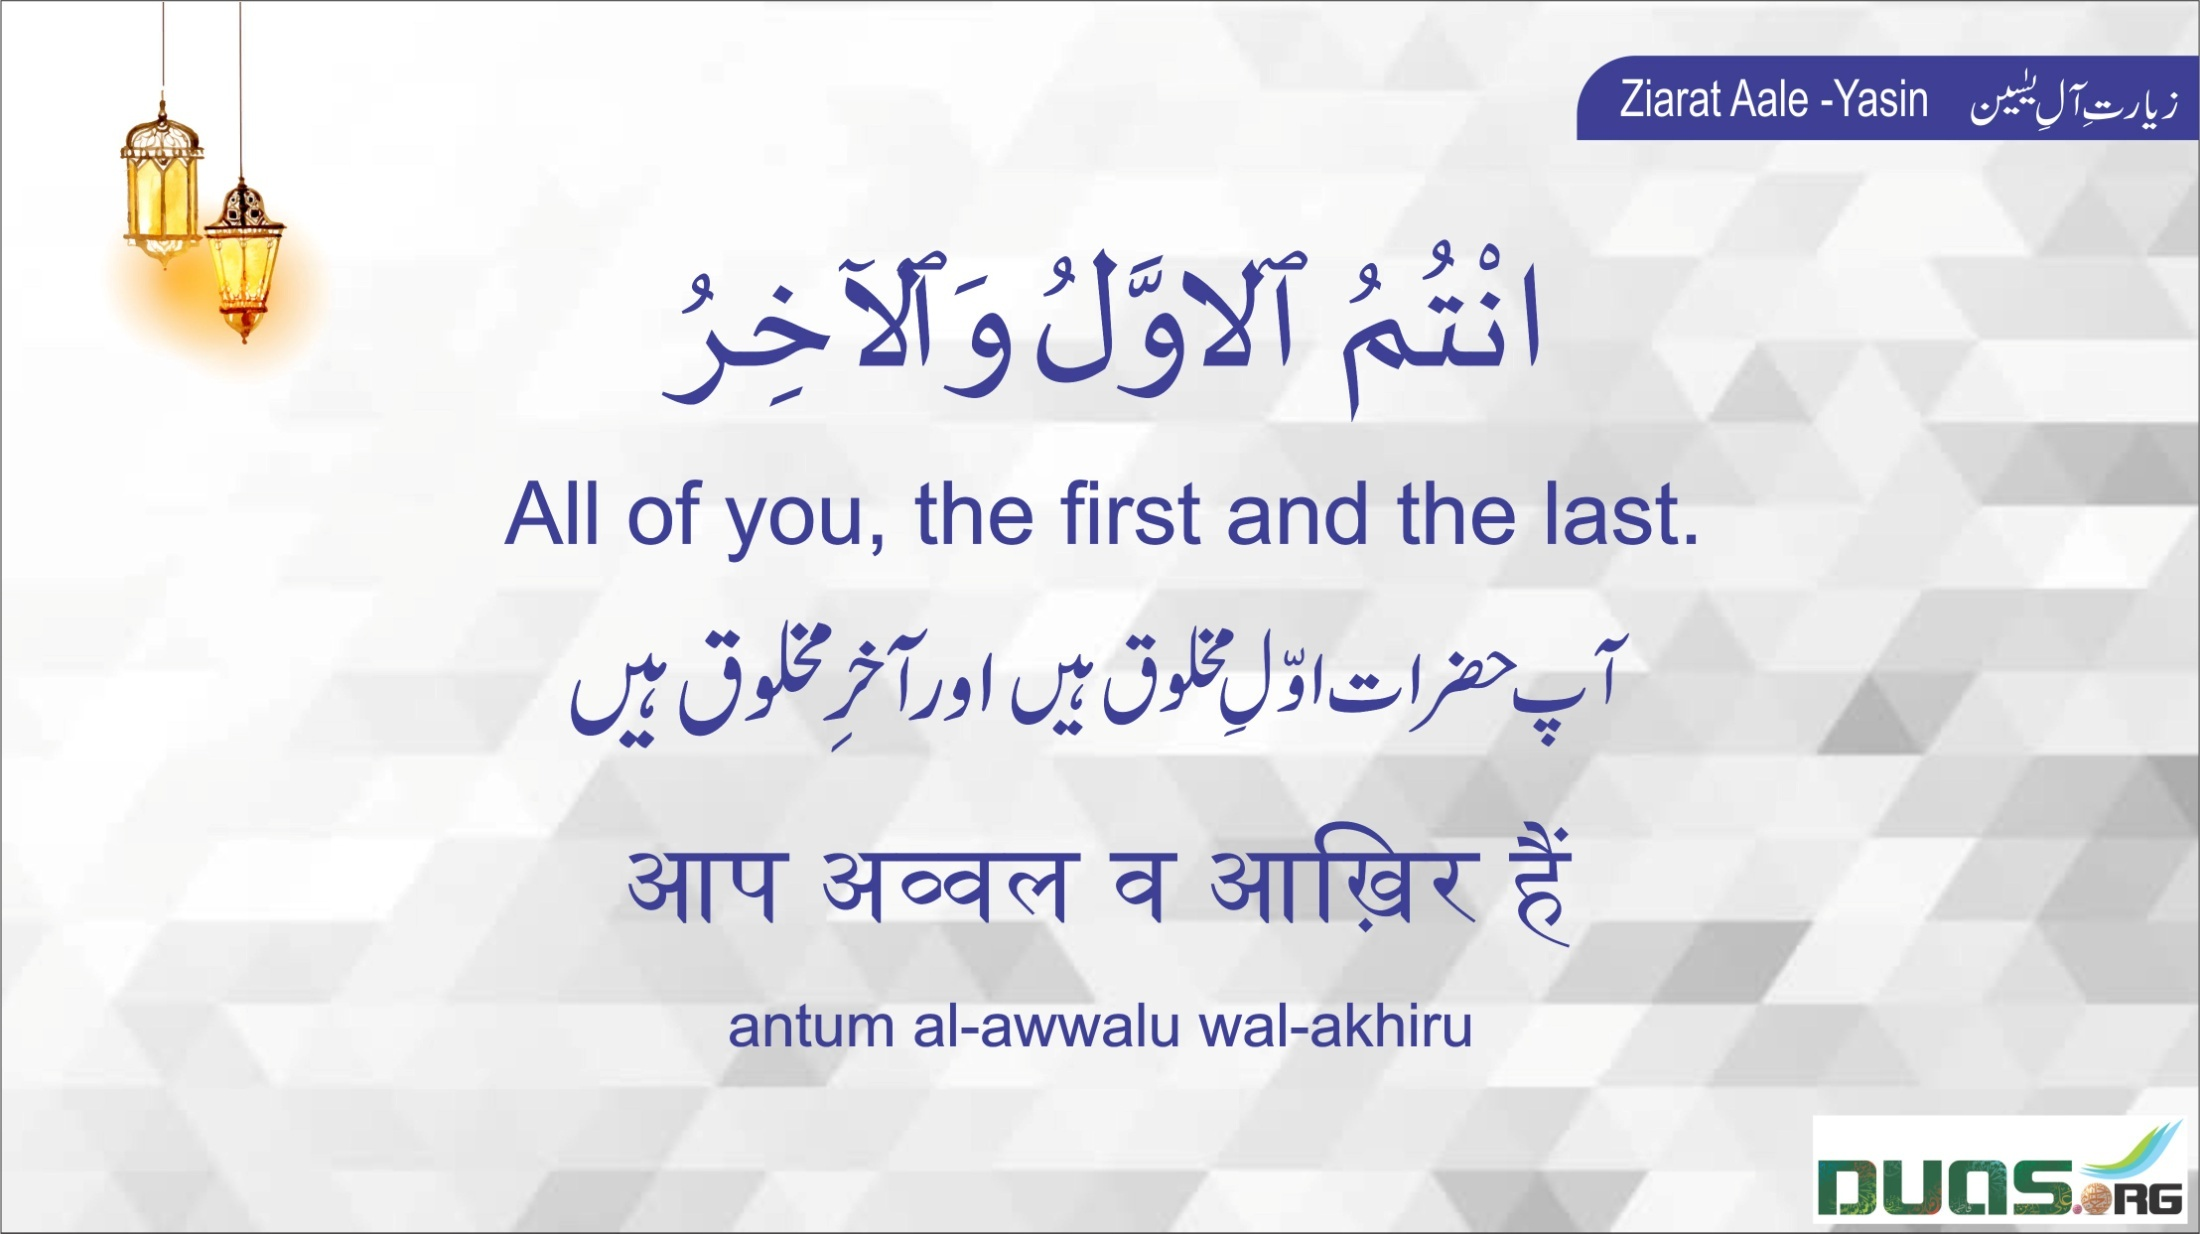 Ziarat Aale -Yasin زیارتِ آلِ یٰسین
انْتُمُ ٱلاوَّلُ وَٱلآخِرُ
All of you, the first and the last.
آپ حضرات اوّلِ مخلوق ہیں اور آخرِ مخلوق ہیں
आप अव्वल व आख़िर हैं
antum al-awwalu wal-akhiru
DUAS.ORG